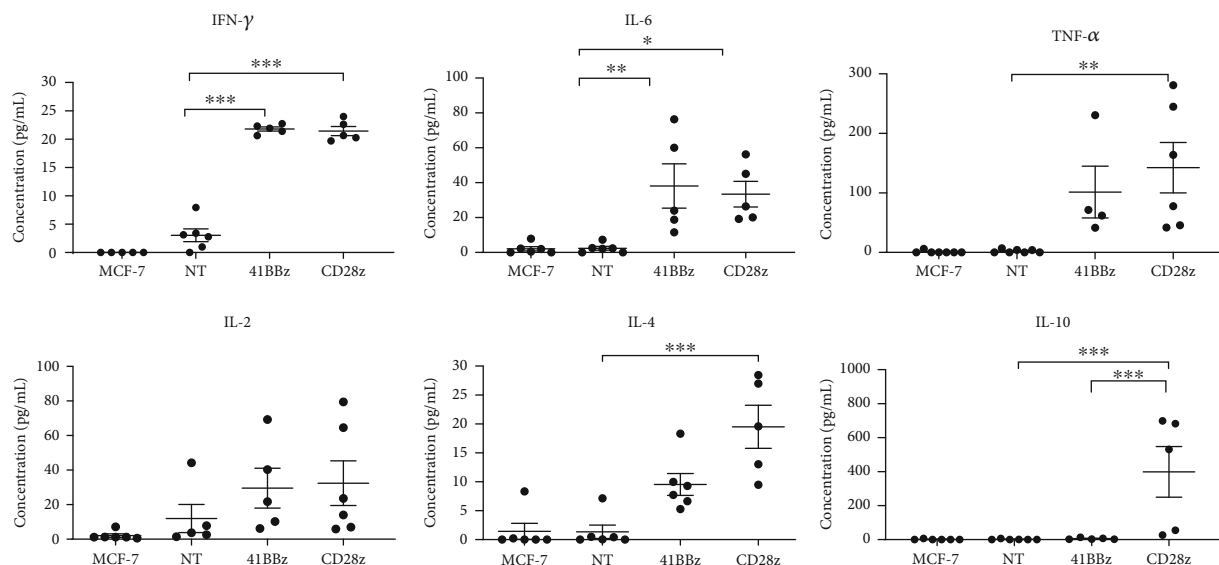 IFN-γ
Concentration (pg/mL)
30
25
20
15
10
5
0
***
***
MCF-7 NT 41BBz CD28z
IL-6
Concentration (pg/mL)
100
80
60
40
20
0
*
**
MCF-7 NT 41BBz CD28z
TNF-α
Concentration (pg/mL)
300
200
100
0
**
MCF-7 NT 41BBz CD28z
IL-2
Concentration (pg/mL)
100
80
60
40
20
0
MCF-7 NT 41BBz CD28z
IL-4
Concentration (pg/mL)
30
25
20
15
10
5
0
***
MCF-7 NT 41BBz CD28z
IL-10
Concentration (pg/mL)
1000
800
600
400
200
0
***
***
MCF-7 NT 41BBz CD28z